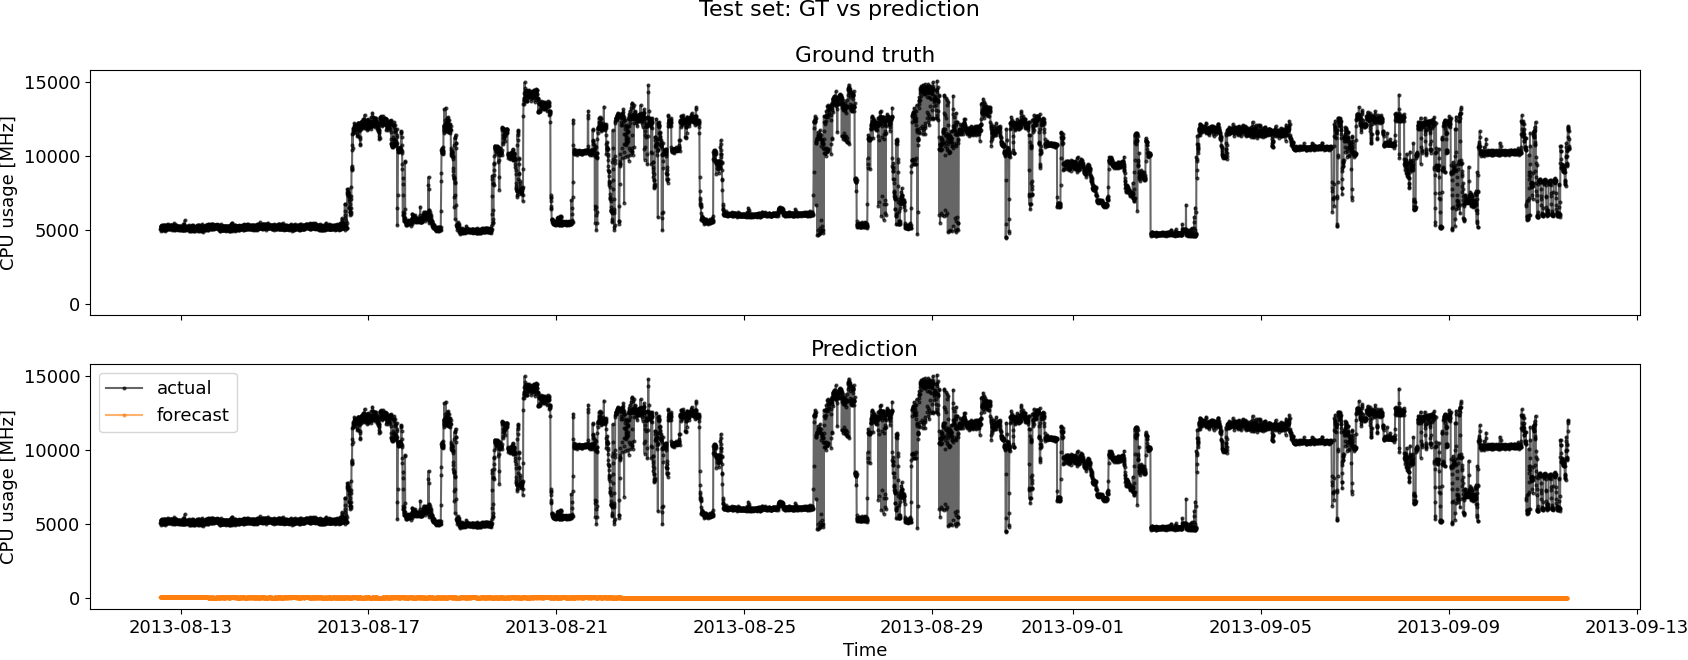 Test set: GT vs prediction
Ground truth
CPU usage [MHz]
15000
10000
5000
0
Prediction
CPU usage [MHz]
15000
10000
5000
0
actual
forecast
2013-08-13 2013-08-17 2013-08-21 2013-08-25 2013-08-29 2013-09-01 2013-09-05 2013-09-09 2013-09-13
Time